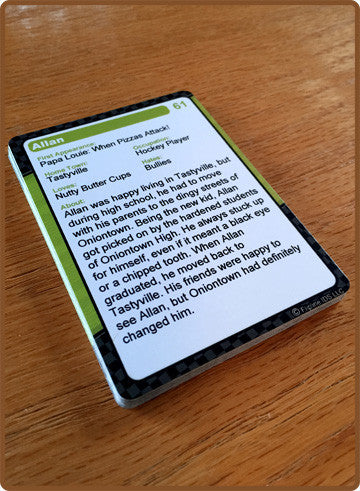 Allan 61
First Appearance:
Papa Louie: When Pizzas Attack!
Home Town: Occupation:
Tastyville Hockey Player
Loves: Hates:
Nutty Butter Cups Bullies
About:
Allan was happy living in Tastyville, but
during high school, he had to move
with his parents to the dingy streets of
Oniontown. Being the new kid, Allan
got picked on by the hardened students
of Oniontown High. He always stuck up
for himself, even if it meant a black eye
or a chipped tooth. When Allan
graduated, he moved back to
Tastyville. His friends were happy to
see Allan, but Oniontown had definitely
changed him.
© Flipline IDS LLC